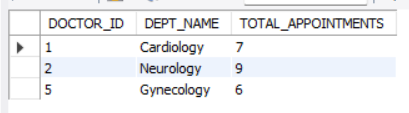 DOCTOR_ID DEPT_NAME TOTAL_APPOINTMENTS
1 Cardiology 7
2 Neurology 9
5 Gynecology 6